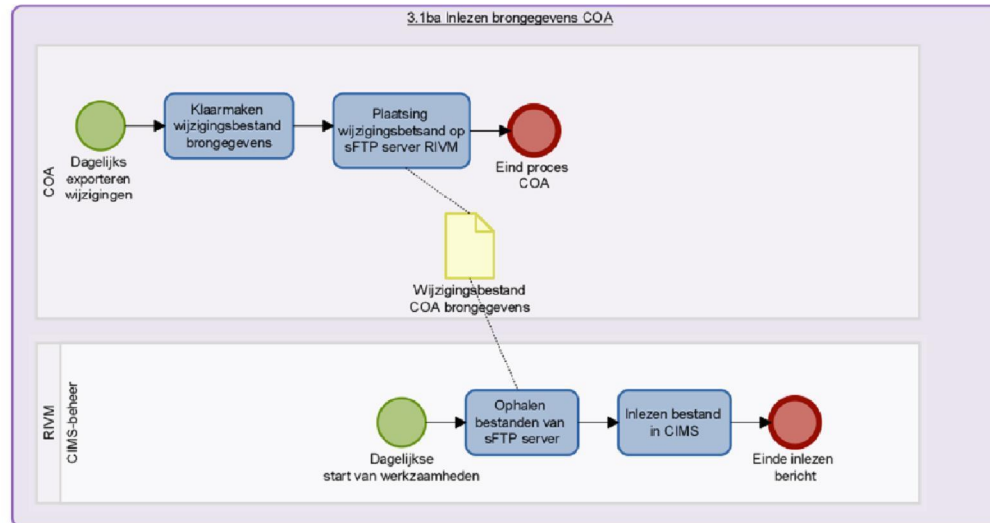 3.1ba Inlezen brongegevens COA
COA
Dagelijks
exporteren
wijzigingen
Klaarmaken
wijzigingsbestand
brongegevens
Plaatsing
wijzigingsbetsand op
sFTP server RIVM
Eind proces
COA
Wijzigingsbestand
COA brongegevens
RIVM
CIMS-beheer
Dagelijkse
start van werkzaamheden
Ophalen
bestanden van
sFTP server
Inlezen bestand
in CIMS
Einde inlezen
bericht